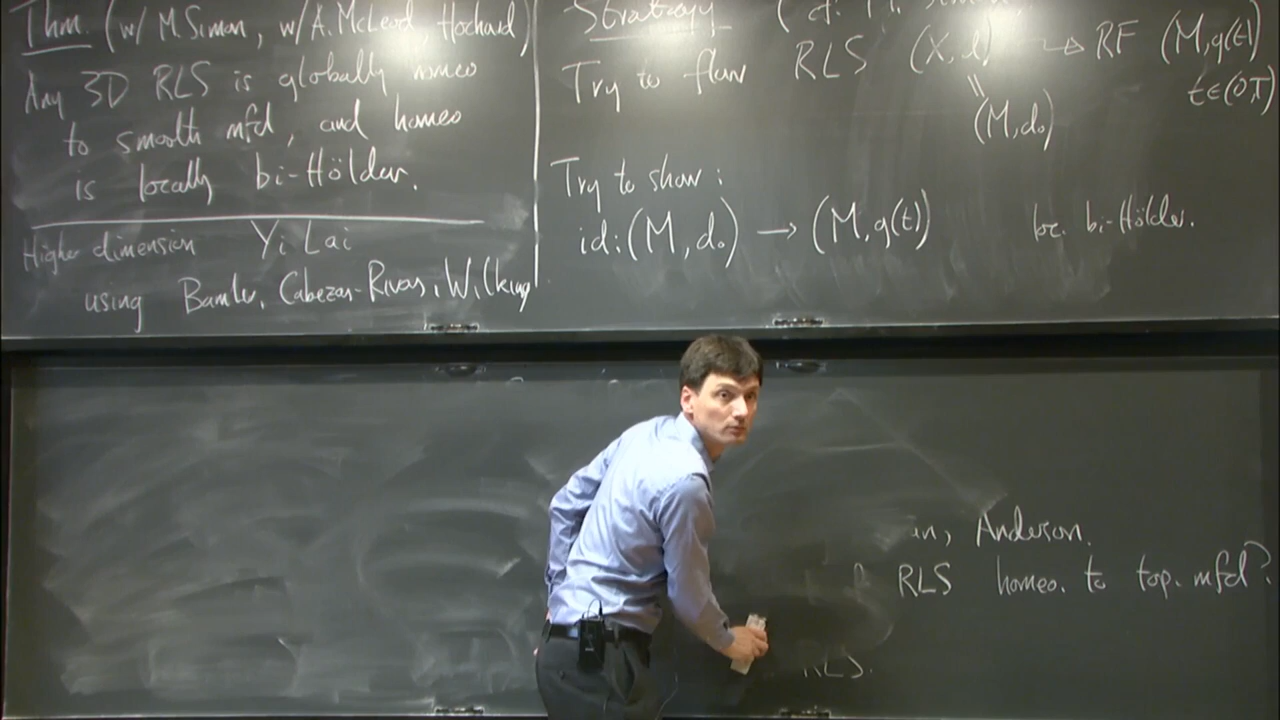 Thm. (w/ M. Simon, w/ A. McLeod, Hochard)
Any 3D RLS is globally homeo
to smooth mfd, and homeo
is locally bi-Hölder.
Higher dimension Yi Lai
using Bamler, Cabezas-Rivas, Wilking
Strategy (cf. M. Simon,
Try to flow RLS (X,d) → RF (M,g(t))
t∈(0,T)
(M,d₀)
Try to show:
id: (M,d₀) → (M,g(t)) loc. bi-Hölder.
Anderson.
RLS homeo. to top. mfd?
RLS.